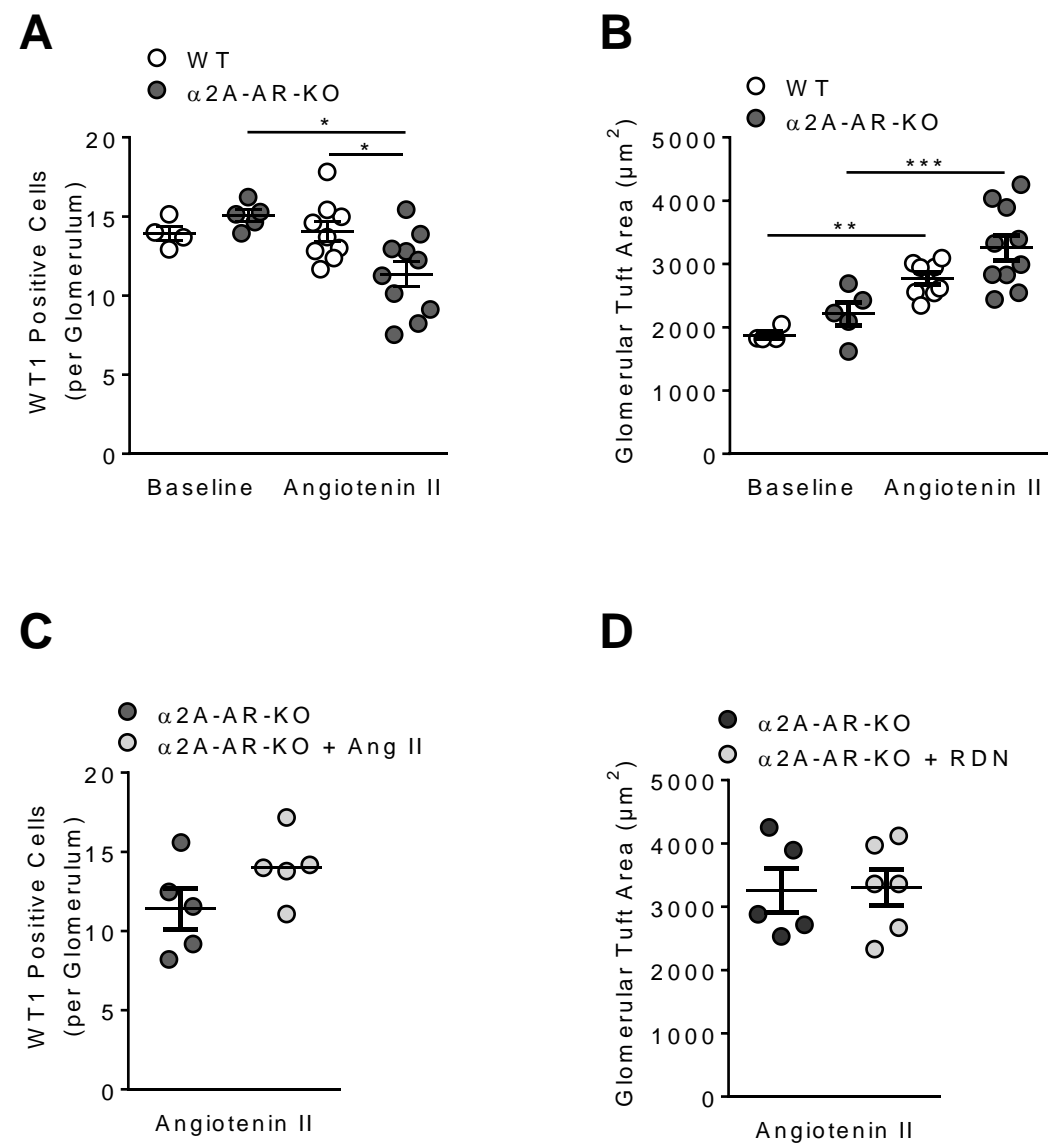 A
WT
α2A-AR-KO
*
*
20
15
10
5
0
WT1 Positive Cells
(per Glomerulum)
Baseline
Angiotenin II
B
WT
α2A-AR-KO
***
**
5000
4000
3000
2000
1000
0
Glomerular Tuft Area (µm²)
Baseline
Angiotenin II
C
α2A-AR-KO
α2A-AR-KO + Ang II
20
15
10
5
0
WT1 Positive Cells
(per Glomerulum)
Angiotenin II
D
α2A-AR-KO
α2A-AR-KO + RDN
5000
4000
3000
2000
1000
0
Glomerular Tuft Area (µm²)
Angiotenin II